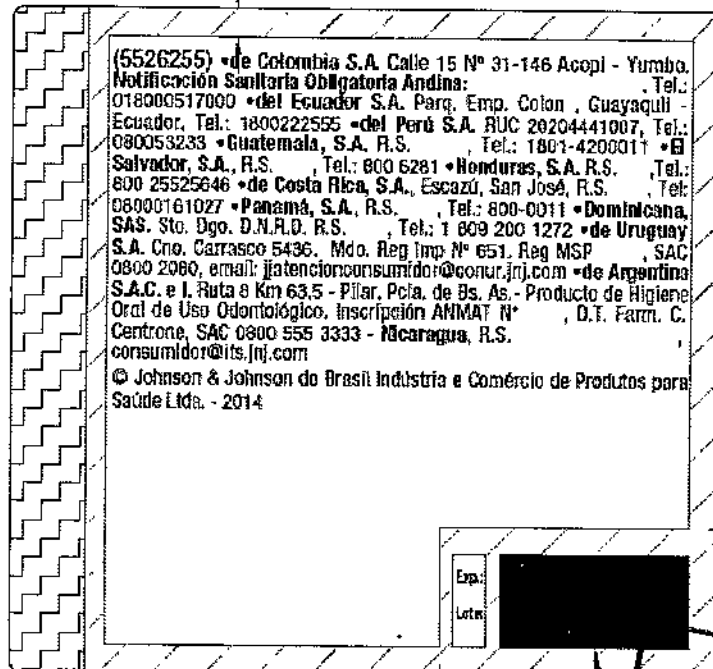 (5526255) •de Colombia S.A. Calle 15 Nº 31-146 Acopi - Yumbo.
Notificación Sanitaria Obligatoria Andina: , Tel.:
018000517000 •del Ecuador S.A. Parq. Emp. Colon , Guayaquil -
Ecuador, Tel.: 1800222555 •del Perú S.A. RUC 20204441007, Tel.:
080053233 •Guatemala, S.A. R.S. , Tel.: 1801-4200011 •El
Salvador, S.A., R.S. , Tel.: 800 6281 •Honduras, S.A. R.S. ,Tel.:
800 25525646 •de Costa Rica, S.A., Escazú, San José, R.S. , Tel:
08000161027 •Panamá, S.A., R.S. , Tel.: 800-0011 •Dominicana,
SAS. Sto. Dgo. D.N.R.D. R.S. , Tel.: 1 809 200 1272 •de Uruguay
S.A. Cno. Carrasco 5436. Mdo. Reg Imp Nº 651. Reg MSP , SAC
0800 2080, email: jjatencionconsumidor@conur.jnj.com •de Argentina
S.A.C. e I. Ruta 8 Km 63,5 - Pilar, Pcia. de Bs. As.- Producto de Higiene
Oral de Uso Odontológico. Inscripción ANMAT Nº , D.T. Farm. C.
Centrone, SAC 0800 555 3333 - Nicaragua, R.S. ,
consumidor@its.jnj.com
© Johnson & Johnson do Brasil Indústria e Comércio de Produtos para
Saúde Ltda. - 2014
Exp.:
Lote: